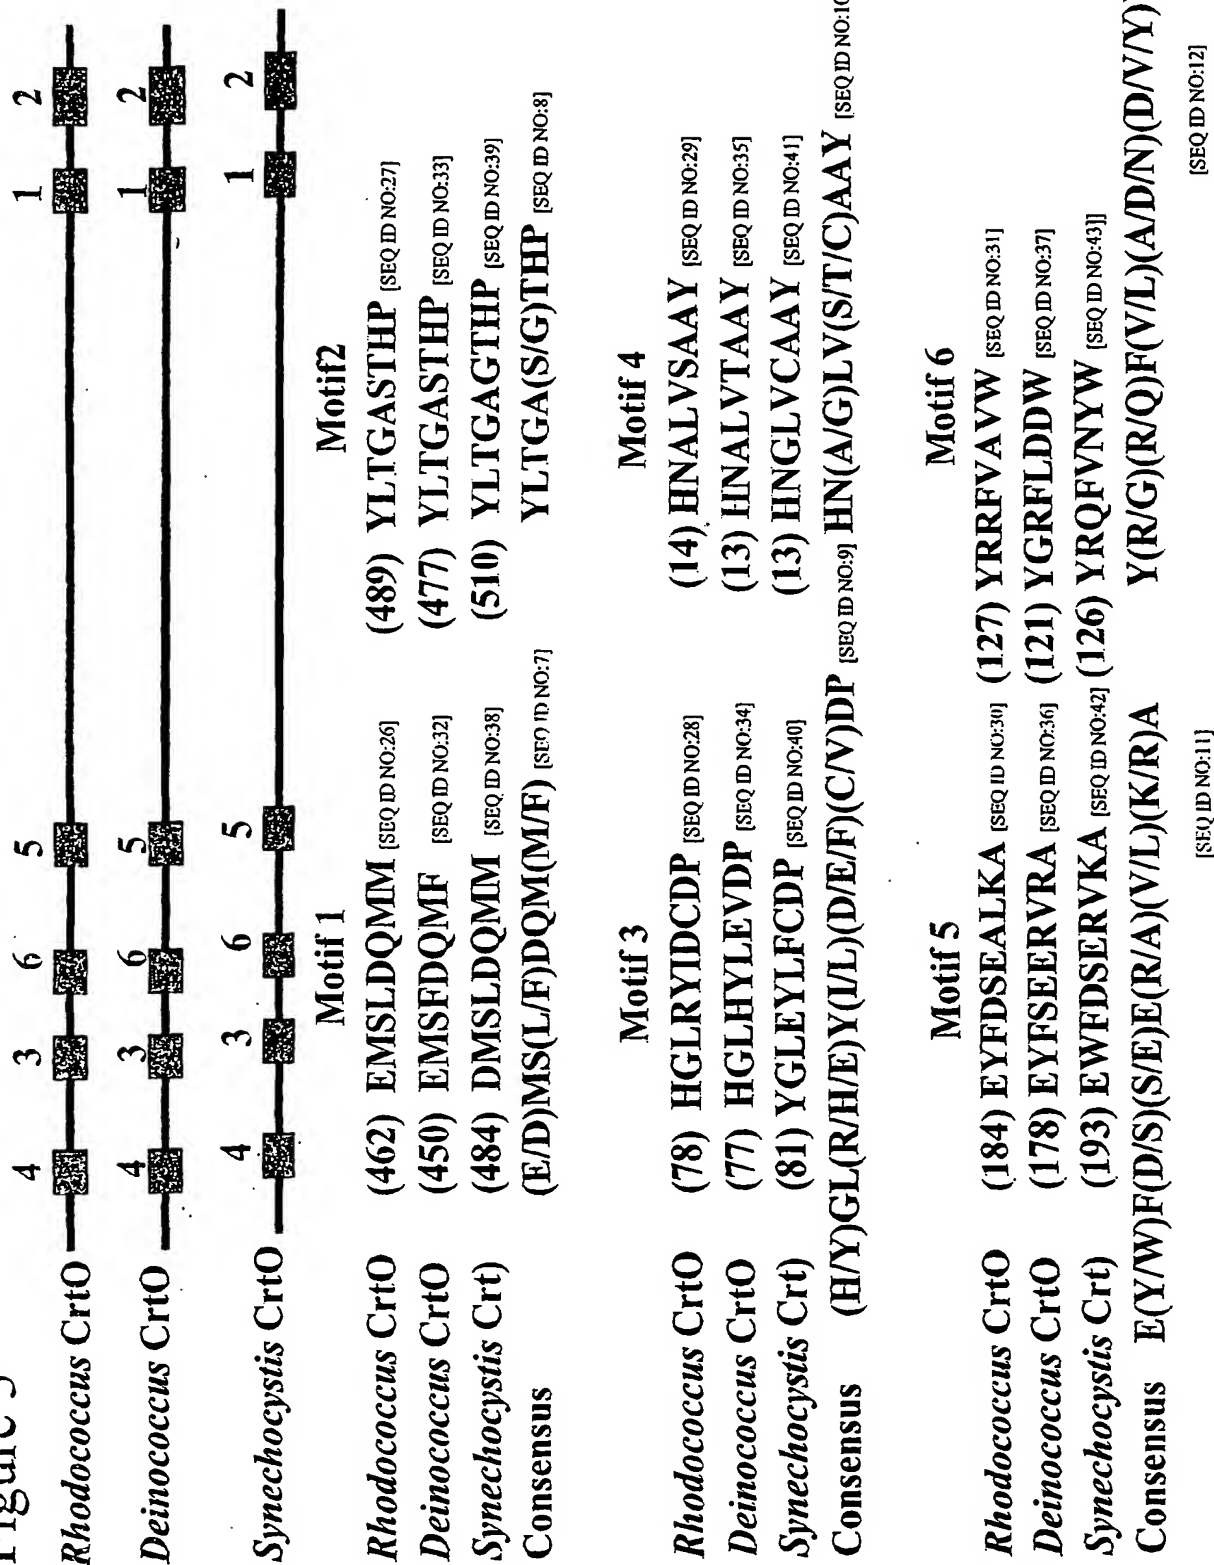 Figure 5
4 3 6 5 1 2
Rhodococcus CrtO
4 3 6 5 1 2
Deinococcus CrtO
4 3 6 5 1 2
Synechocystis CrtO
Motif 1 Motif2
Rhodococcus CrtO (462) EMSLDQMM [SEQ ID NO:26] (489) YLTGASTHP [SEQ ID NO:27]
Deinococcus CrtO (450) EMSFDQMF [SEQ ID NO:32] (477) YLTGASTHP [SEQ ID NO:33]
Synechocystis Crt) (484) DMSLDQMM [SEQ ID NO:38] (510) YLTGAGTHP [SEQ ID NO:39]
Consensus (E/D)MS(L/F)DQM(M/F) [SEQ ID NO:7] YLTGA(S/G)THP [SEQ ID NO:8]
Motif 3 Motif 4
Rhodococcus CrtO (78) HGLRYIDCDP [SEQ ID NO:28] (14) HNALVSAAY [SEQ ID NO:29]
Deinococcus CrtO (77) HGLHYLEVDP [SEQ ID NO:34] (13) HNALVTAAY [SEQ ID NO:35]
Synechocystis Crt) (81) YGLEYLFCDP [SEQ ID NO:40] (13) HNGLVCAAY [SEQ ID NO:41]
Consensus (H/Y)GL(R/H/E)Y(I/L)(D/E/F)(C/V)DP [SEQ ID NO:9] HN(A/G)LV(S/T/C)AAY [SEQ ID NO:10
Motif 5 Motif 6
Rhodococcus CrtO (184) EYFDSEALKA [SEQ ID NO:30] (127) YRRFVAVW [SEQ ID NO:31]
Deinococcus CrtO (178) EYFSEERVRA [SEQ ID NO:36] (121) YGRFLDDW [SEQ ID NO:37]
Synechocystis Crt) (193) EWFDSERVKA [SEQ ID NO:42] (126) YRQFVNYW [SEQ ID NO:43]]
Consensus E(Y/W)F(D/S)(S/E)E(R/A)(V/L)(K/R)A Y(R/G)(R/Q)F(V/L)(A/D/N)(D/V/Y)
[SEQ ID NO:11] [SEQ ID NO:12]